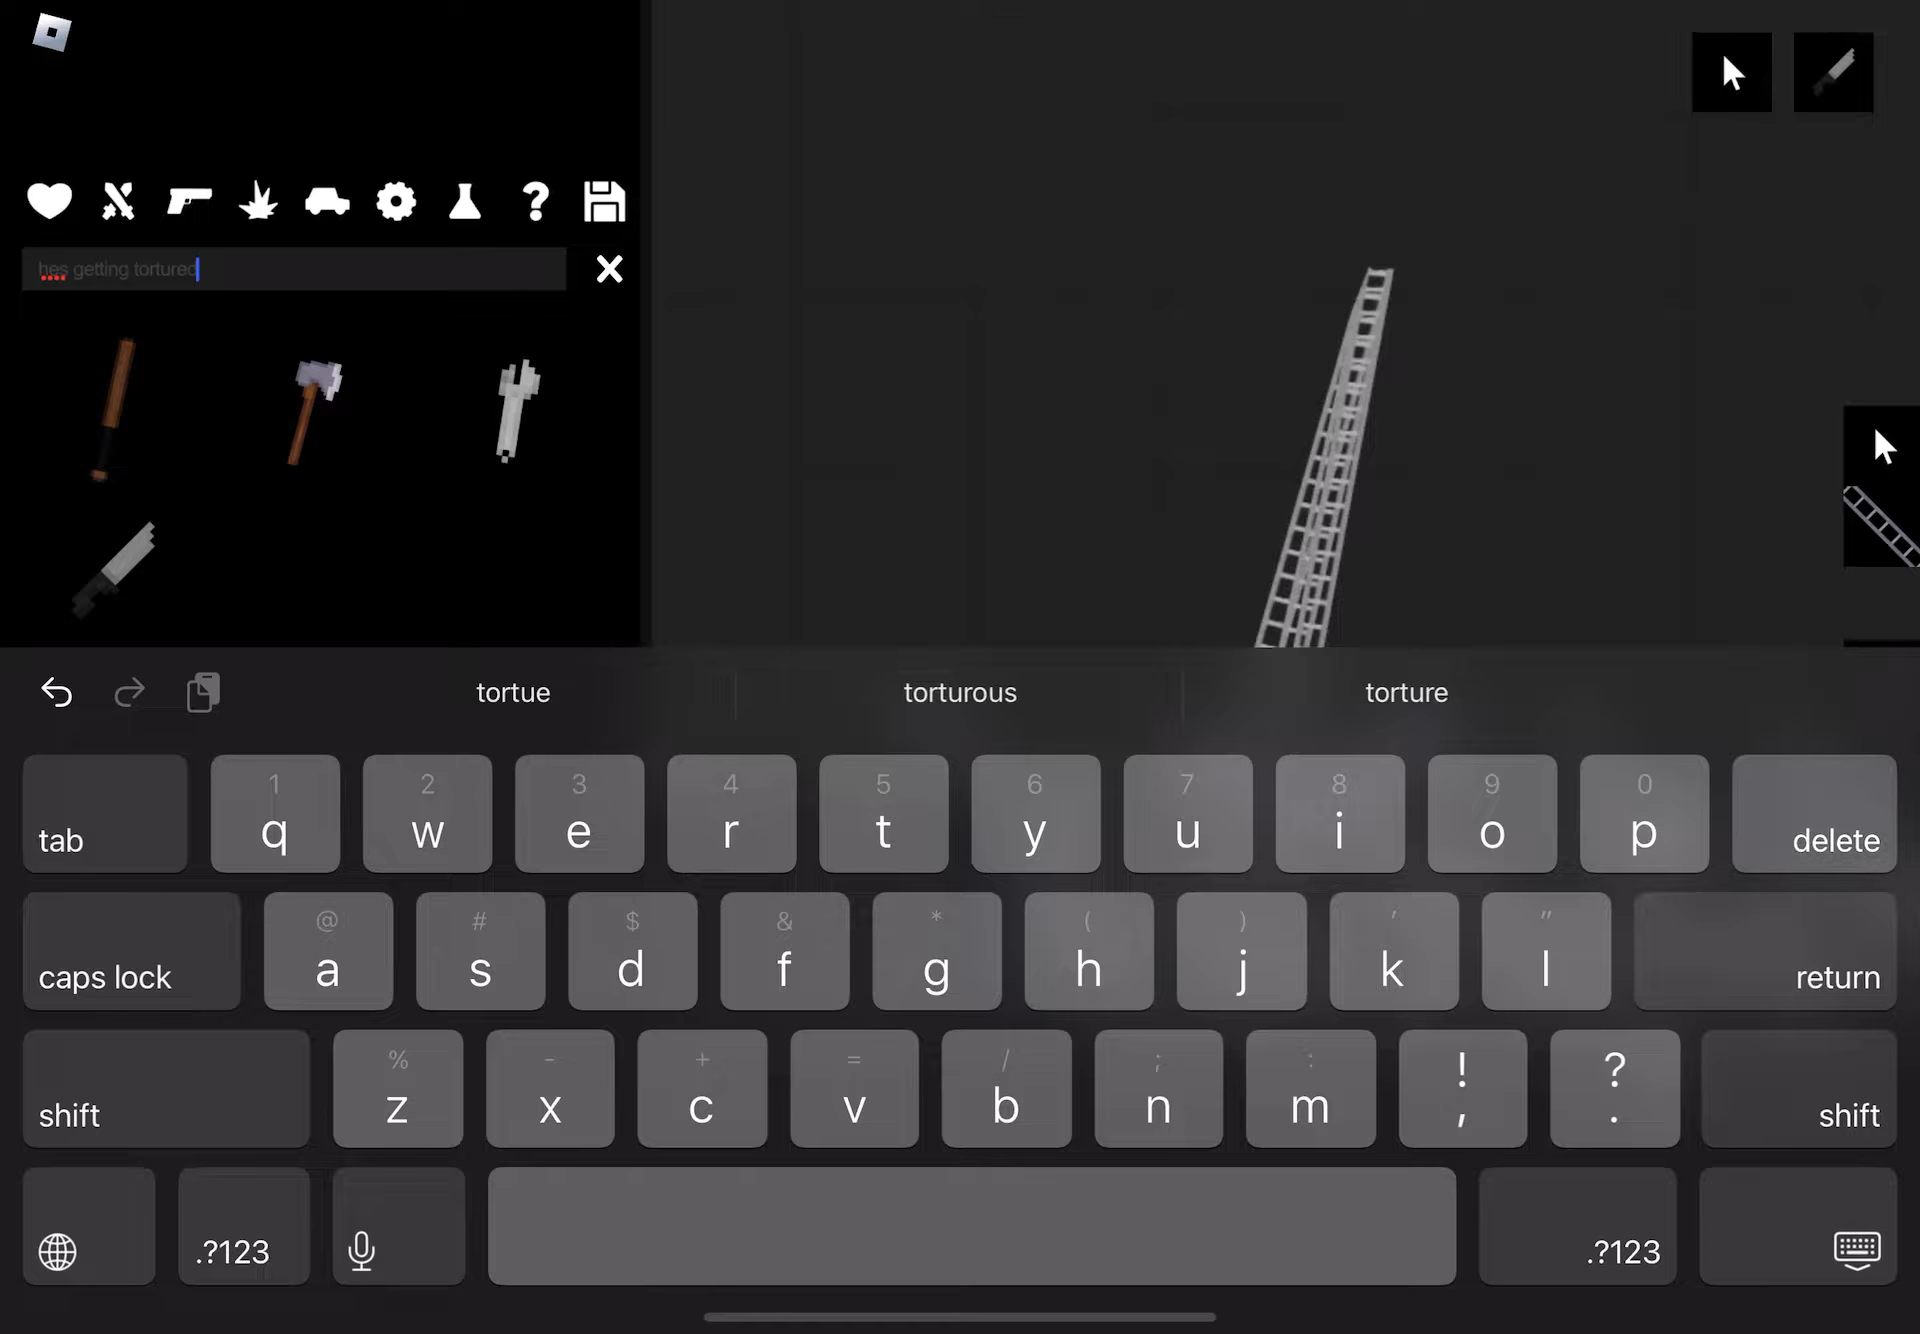 hes getting tortured
tortue torturous torture
1 2 3 4 5 6 7 8 9 0
tab q w e r t y u i o p delete
@ # $ & * ( ) ' "
caps lock a s d f g h j k l return
% - + = / ; : ! ?
shift z x c v b n m , . shift
.?123 .?123